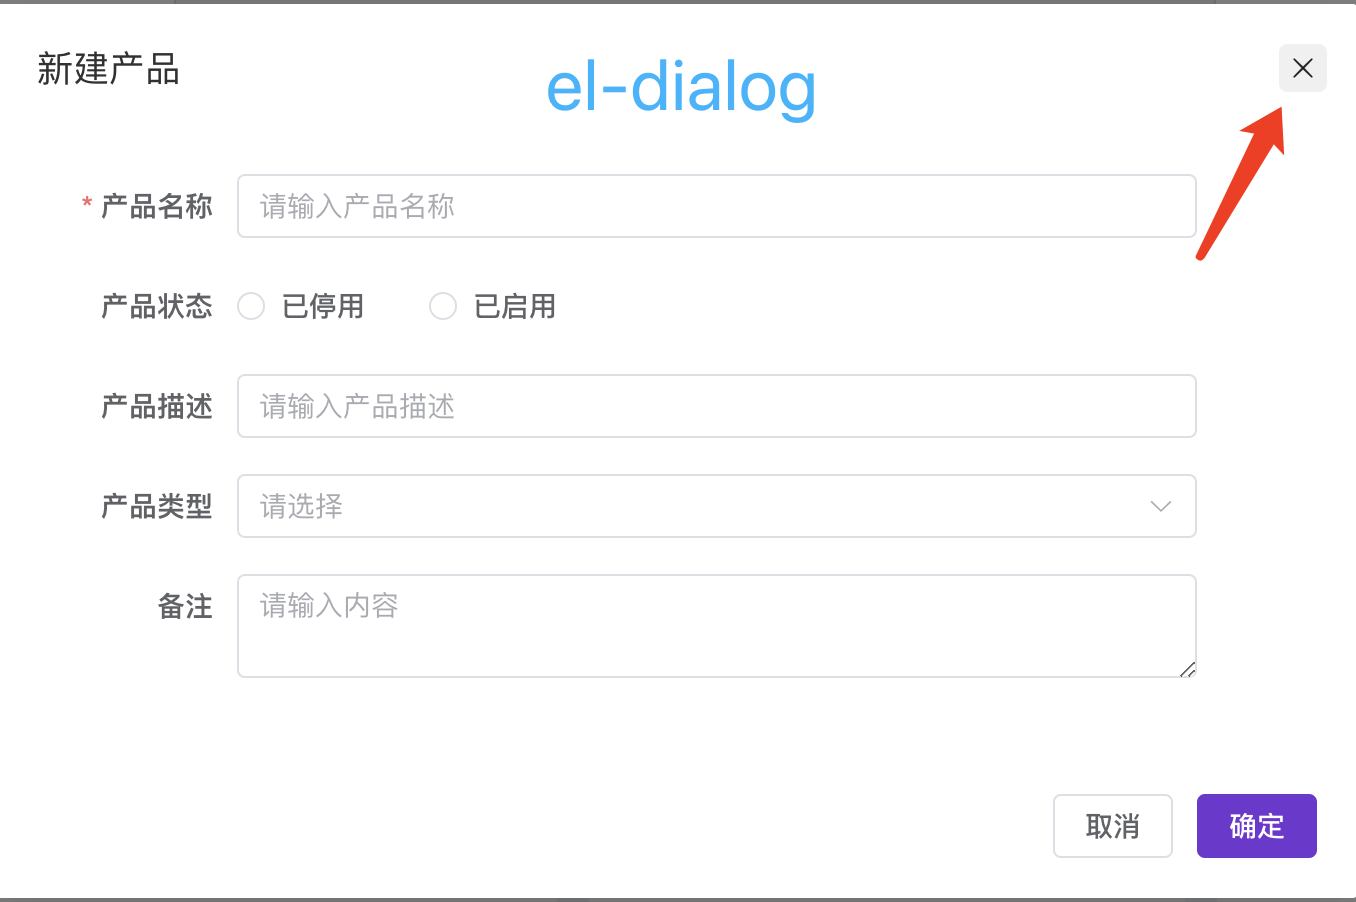 新建产品
el-dialog
* 产品名称 请输入产品名称
产品状态 已停用 已启用
产品描述 请输入产品描述
产品类型 请选择
备注 请输入内容
取消 确定